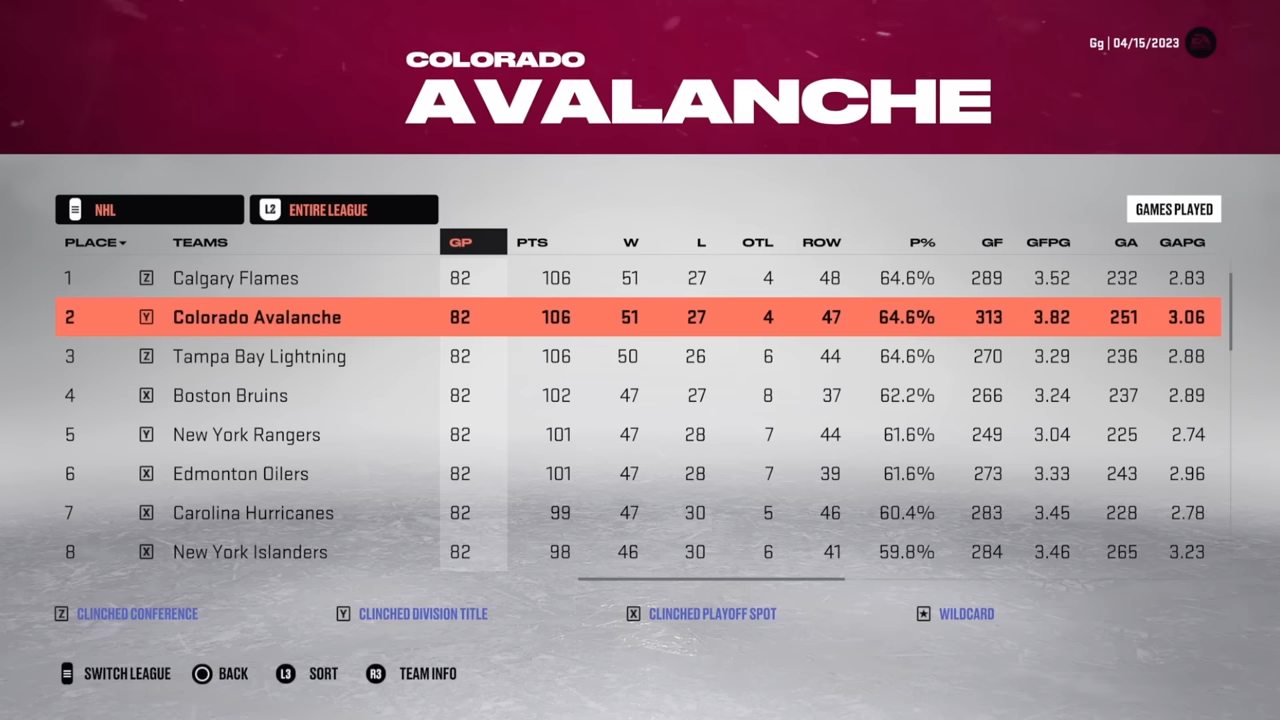 COLORADO
AVALANCHE
Gg | 04/15/2023
NHL
L2 ENTIRE LEAGUE
GAMES PLAYED
PLACE TEAMS GP PTS W L OTL ROW P% GF GFPG GA GAPG
1 Z Calgary Flames 82 106 51 27 4 48 64.6% 289 3.52 232 2.83
2 Y Colorado Avalanche 82 106 51 27 4 47 64.6% 313 3.82 251 3.06
3 Z Tampa Bay Lightning 82 106 50 26 6 44 64.6% 270 3.29 236 2.88
4 X Boston Bruins 82 102 47 27 8 37 62.2% 266 3.24 237 2.89
5 Y New York Rangers 82 101 47 28 7 44 61.6% 249 3.04 225 2.74
6 X Edmonton Oilers 82 101 47 28 7 39 61.6% 273 3.33 243 2.96
7 X Carolina Hurricanes 82 99 47 30 5 46 60.4% 283 3.45 228 2.78
8 X New York Islanders 82 98 46 30 6 41 59.8% 284 3.46 265 3.23
Z CLINCHED CONFERENCE Y CLINCHED DIVISION TITLE X CLINCHED PLAYOFF SPOT WILDCARD
SWITCH LEAGUE BACK L3 SORT R3 TEAM INFO